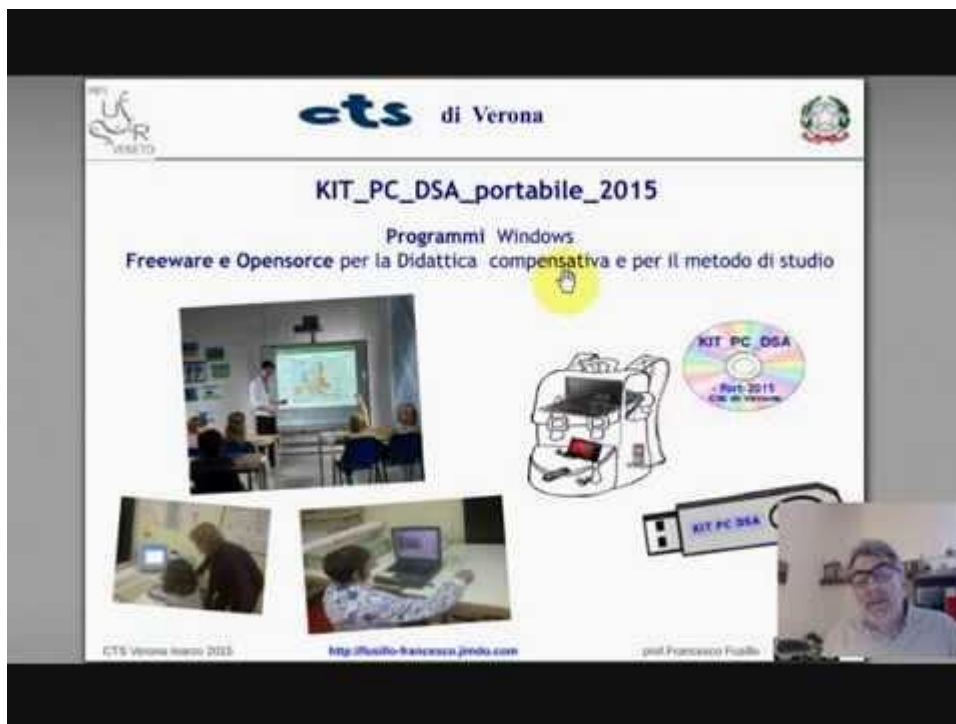 VENETO
cts di Verona
KIT_PC_DSA_portabile_2015
Programmi Windows
Freeware e Opensorce per la Didattica compensativa e per il metodo di studio
KIT PC DSA
Port-2015
CTS di Verona
KIT PC DSA
CTS Verona marzo 2015
http://fusillo-francesco.jimdo.com
prof.Francesco Fusillo